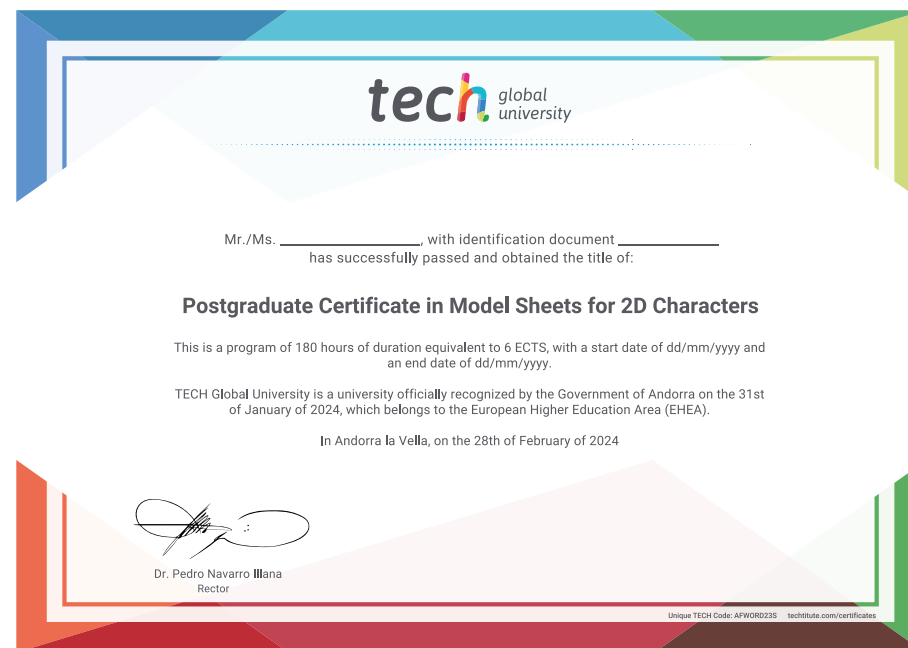 tech global
university
Mr./Ms. ____________________, with identification document ______________
has successfully passed and obtained the title of:
Postgraduate Certificate in Model Sheets for 2D Characters
This is a program of 180 hours of duration equivalent to 6 ECTS, with a start date of dd/mm/yyyy and
an end date of dd/mm/yyyy.
TECH Global University is a university officially recognized by the Government of Andorra on the 31st
of January of 2024, which belongs to the European Higher Education Area (EHEA).
In Andorra la Vella, on the 28th of February of 2024
Dr. Pedro Navarro Illana
Rector
Unique TECH Code: AFWORD23S techtitute.com/certificates